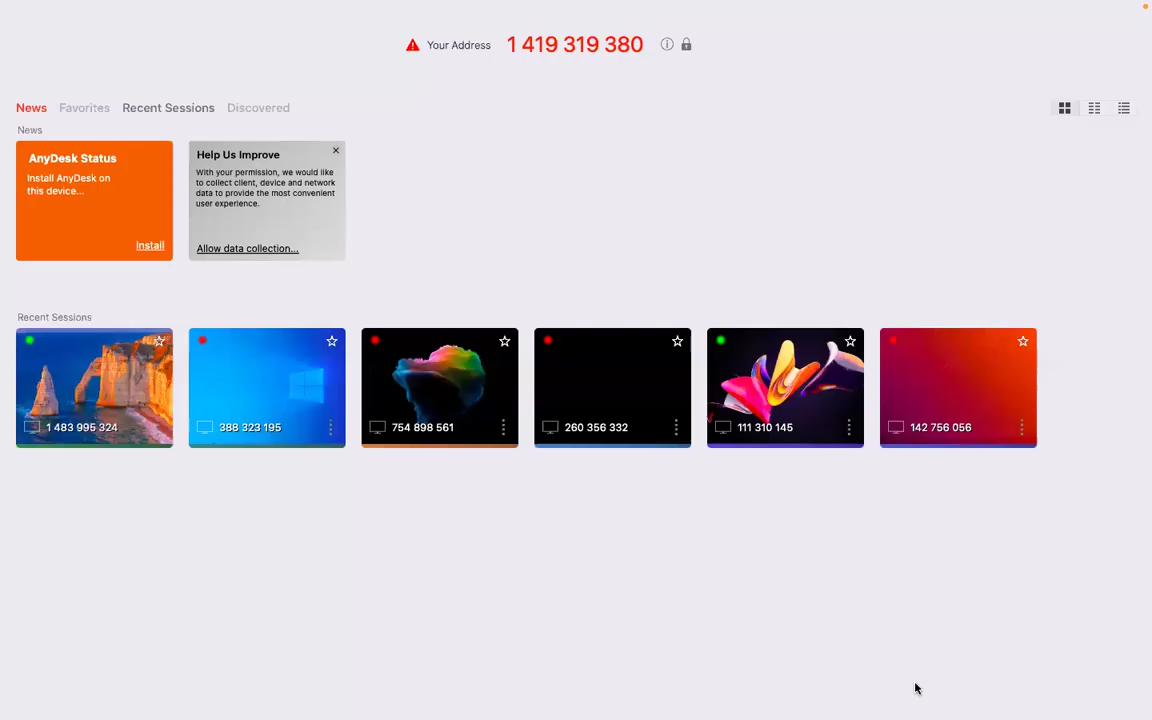 Your Address 1 419 319 380
News Favorites Recent Sessions Discovered
News
AnyDesk Status
Install AnyDesk on
this device...
Install
Help Us Improve
With your permission, we would like
to collect client, device and network
data to provide the most convenient
user experience.
Allow data collection...
Recent Sessions
1 483 995 324
388 323 195
754 898 561
260 356 332
111 310 145
142 756 056